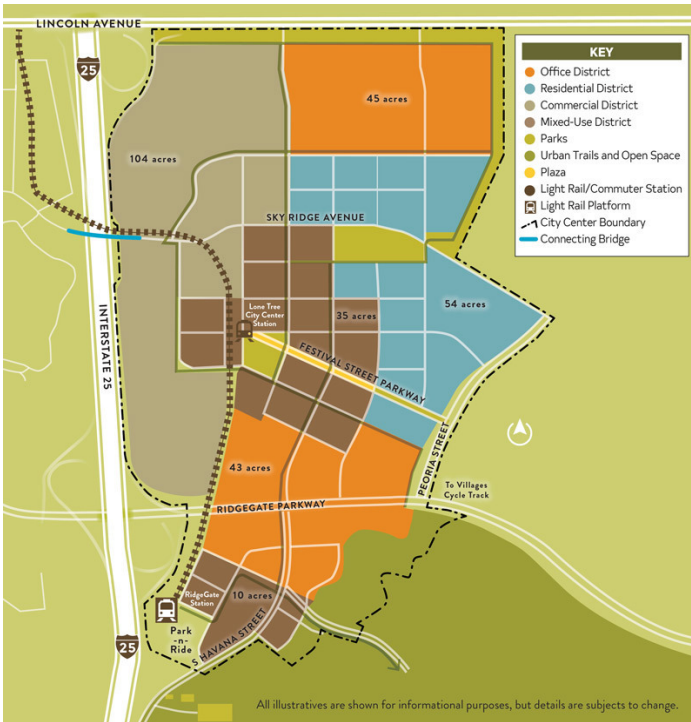 LINCOLN AVENUE
25
KEY
Office District
Residential District
Commercial District
Mixed-Use District
Parks
Urban Trails and Open Space
Plaza
Light Rail/Commuter Station
Light Rail Platform
City Center Boundary
Connecting Bridge
45 acres
104 acres
SKY RIDGE AVENUE
INTERSTATE 25
Lone Tree
City Center
Station
35 acres
54 acres
FESTIVAL STREET PARKWAY
PEORIA STREET
43 acres
To Villages
Cycle Track
RIDGEGATE PARKWAY
RidgeGate
Station
10 acres
Park
-n-
Ride
S HAVANA STREET
25
All illustratives are shown for informational purposes, but details are subject to change.